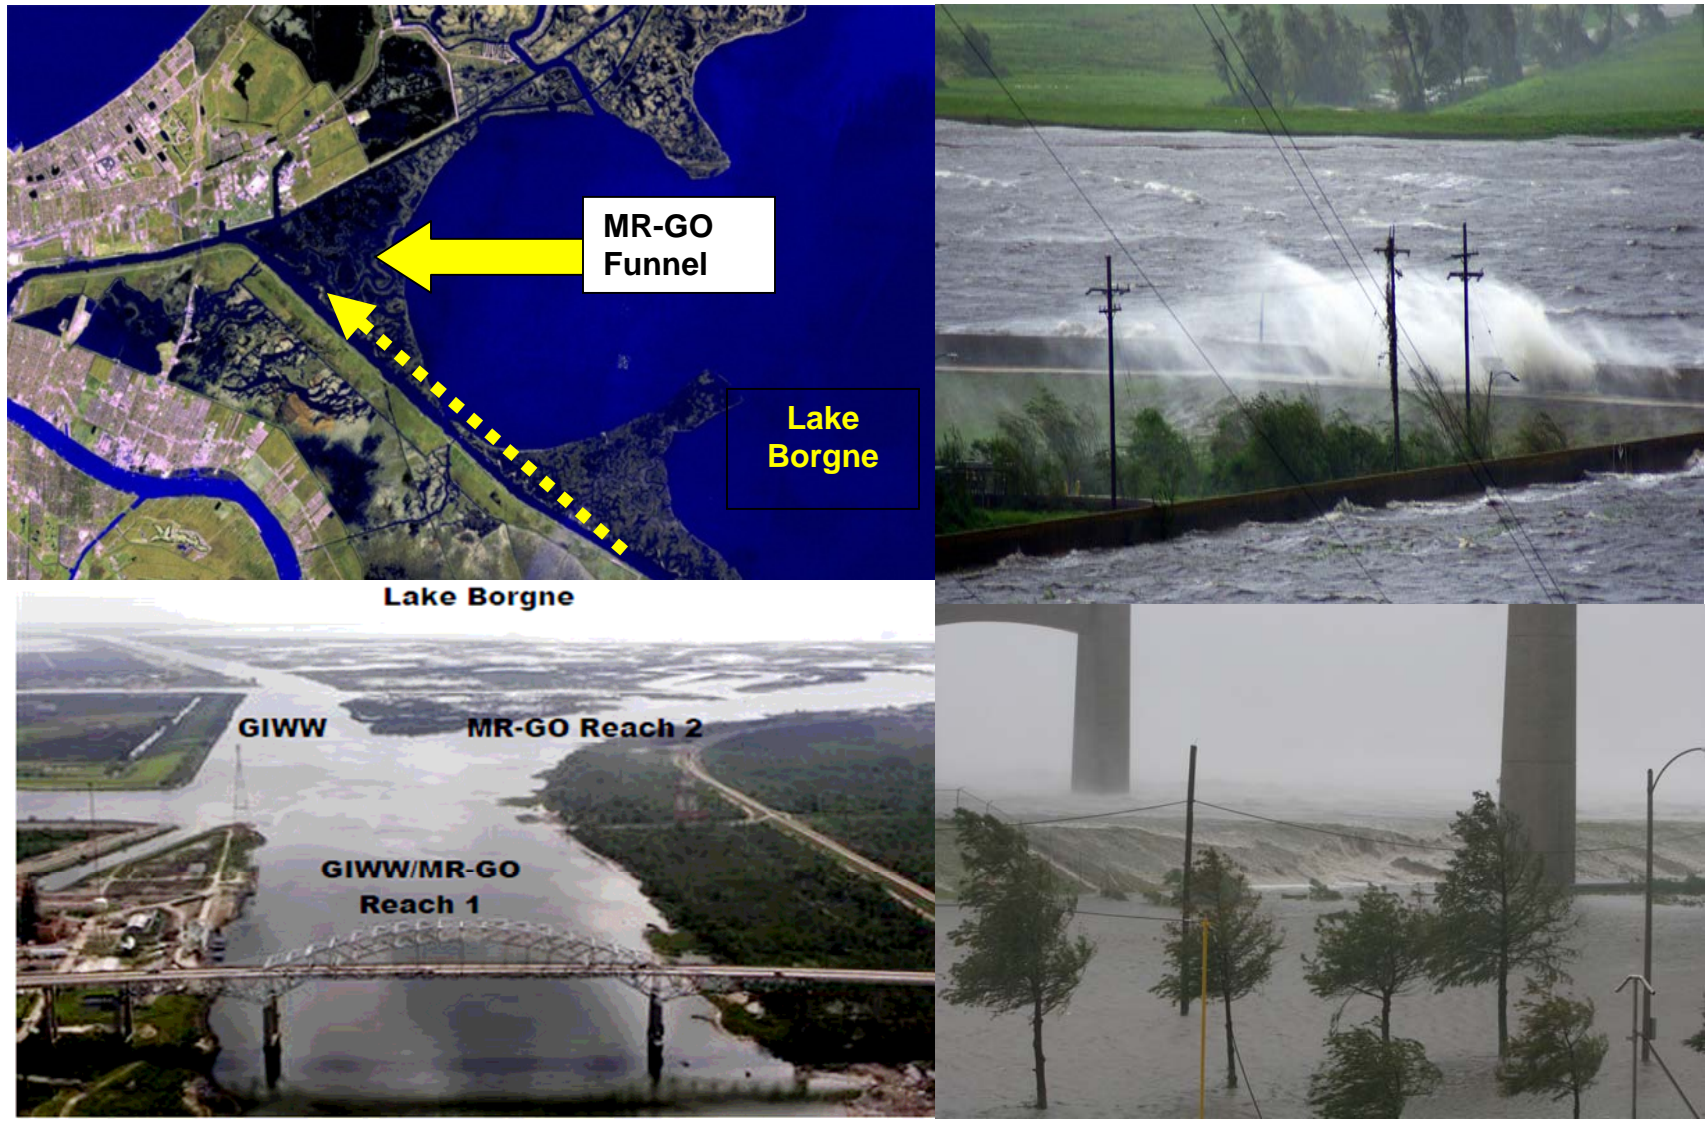 MR-GO
Funnel
Lake
Borgne
Lake Borgne
GIWW
MR-GO Reach 2
GIWW/MR-GO
Reach 1